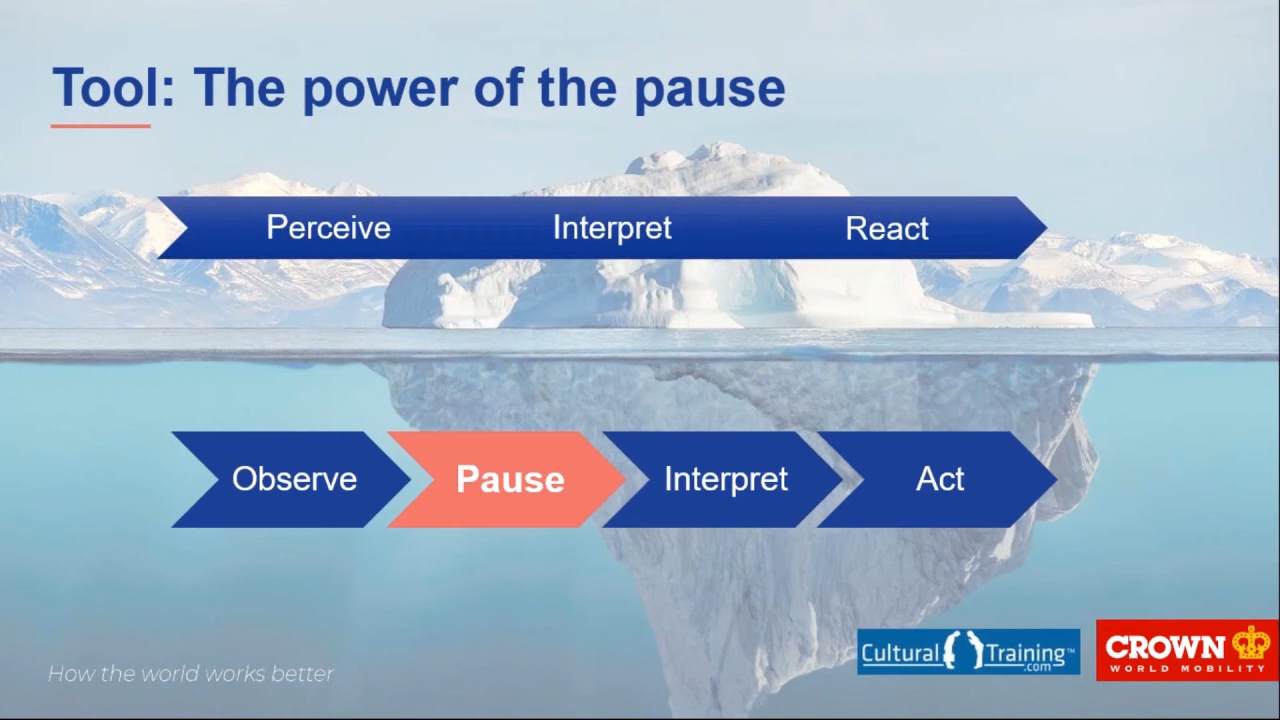 Tool: The power of the pause
Perceive Interpret React
Observe Pause Interpret Act
How the world works better
Cultural Training™
.com
CROWN
WORLD MOBILITY